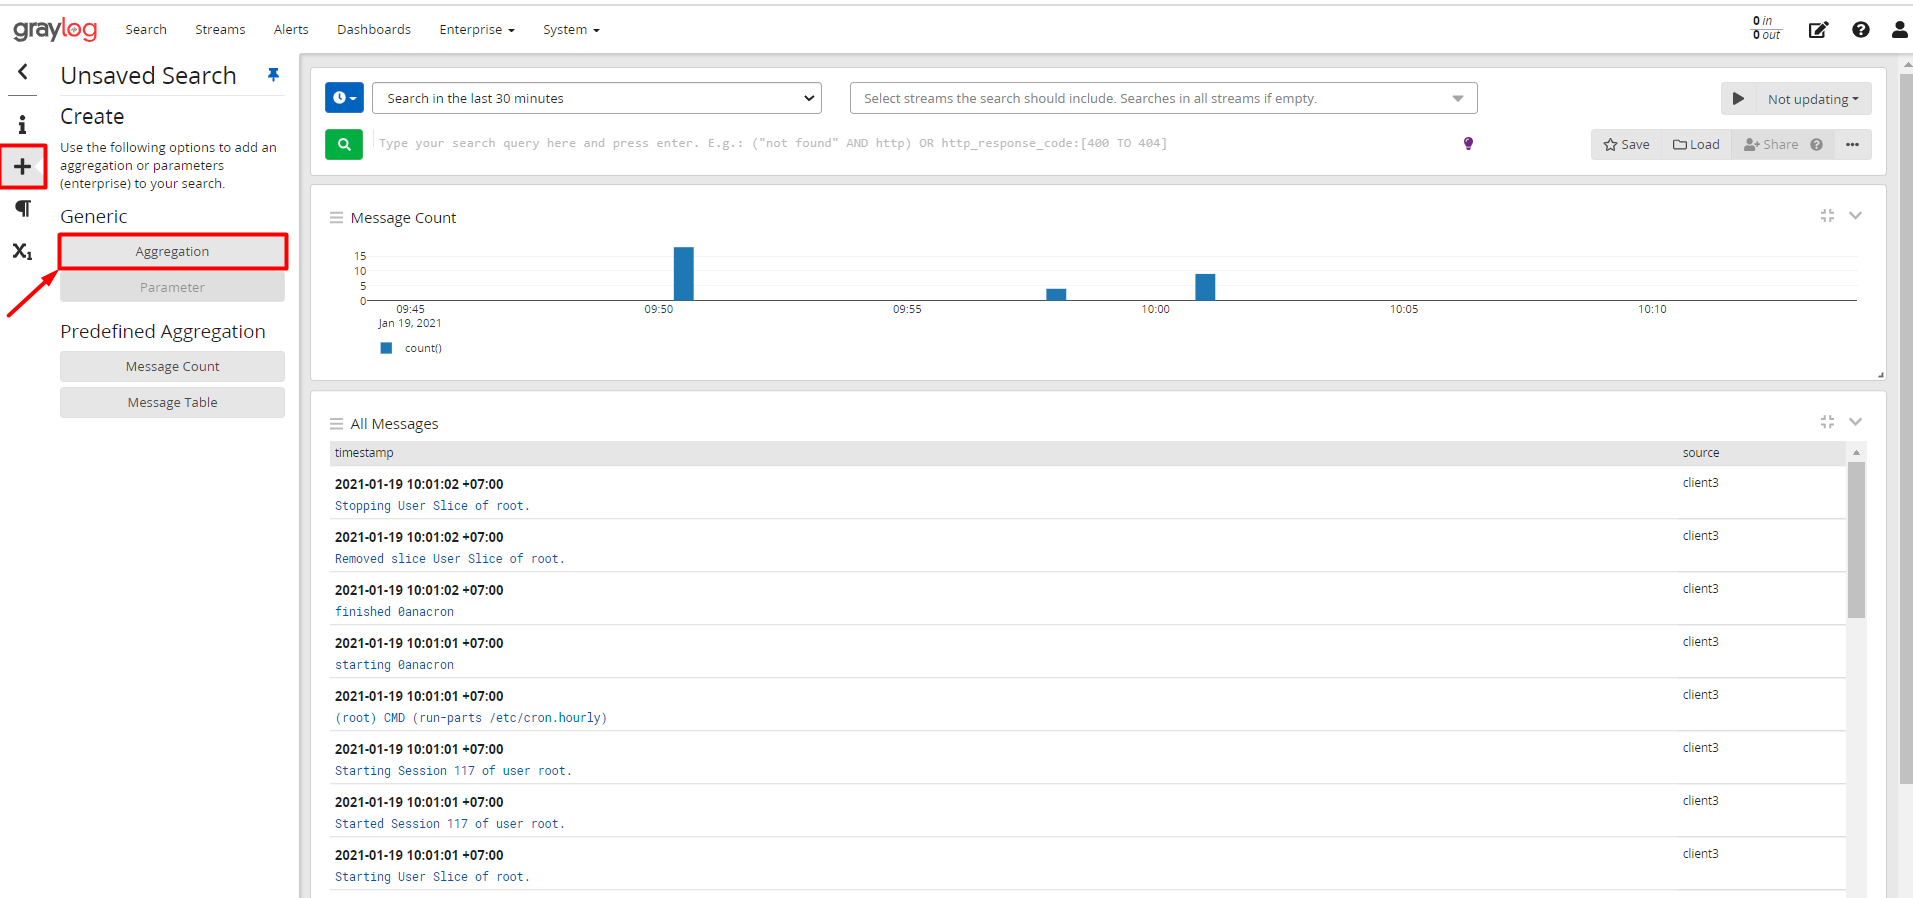 graylog Search Streams Alerts Dashboards Enterprise System 0 in
0 out
Unsaved Search
Create
Use the following options to add an
aggregation or parameters
(enterprise) to your search.
Generic
Aggregation
Parameter
Predefined Aggregation
Message Count
Message Table
X1
Search in the last 30 minutes Select streams the search should include. Searches in all streams if empty. Not updating
Type your search query here and press enter. E.g.: ("not found" AND http) OR http_response_code:[400 TO 404] Save Load Share
Message Count
15
10
5
0
09:45 09:50 09:55 10:00 10:05 10:10
Jan 19, 2021
count()
All Messages
timestamp source
2021-01-19 10:01:02 +07:00 client3
Stopping User Slice of root.
2021-01-19 10:01:02 +07:00 client3
Removed slice User Slice of root.
2021-01-19 10:01:02 +07:00 client3
finished 0anacron
2021-01-19 10:01:01 +07:00 client3
starting 0anacron
2021-01-19 10:01:01 +07:00 client3
(root) CMD (run-parts /etc/cron.hourly)
2021-01-19 10:01:01 +07:00 client3
Starting Session 117 of user root.
2021-01-19 10:01:01 +07:00 client3
Started Session 117 of user root.
2021-01-19 10:01:01 +07:00 client3
Starting User Slice of root.